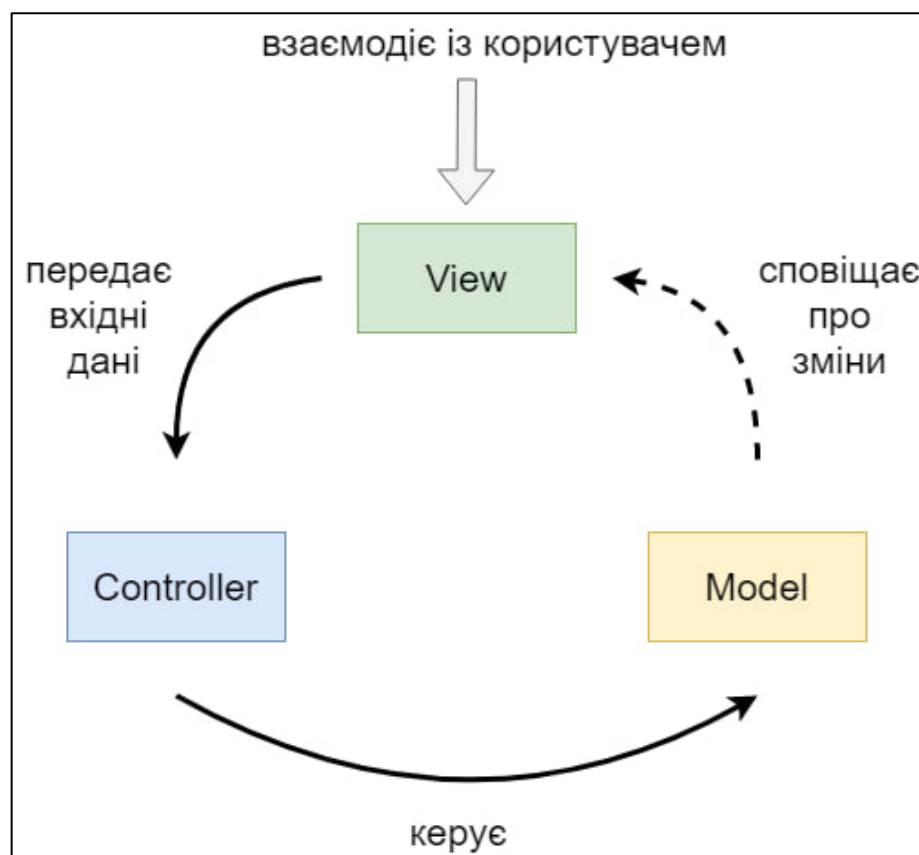 взаємодіє із користувачем
View
передає
вхідні
дані
сповіщає
про
зміни
Controller
Model
керує